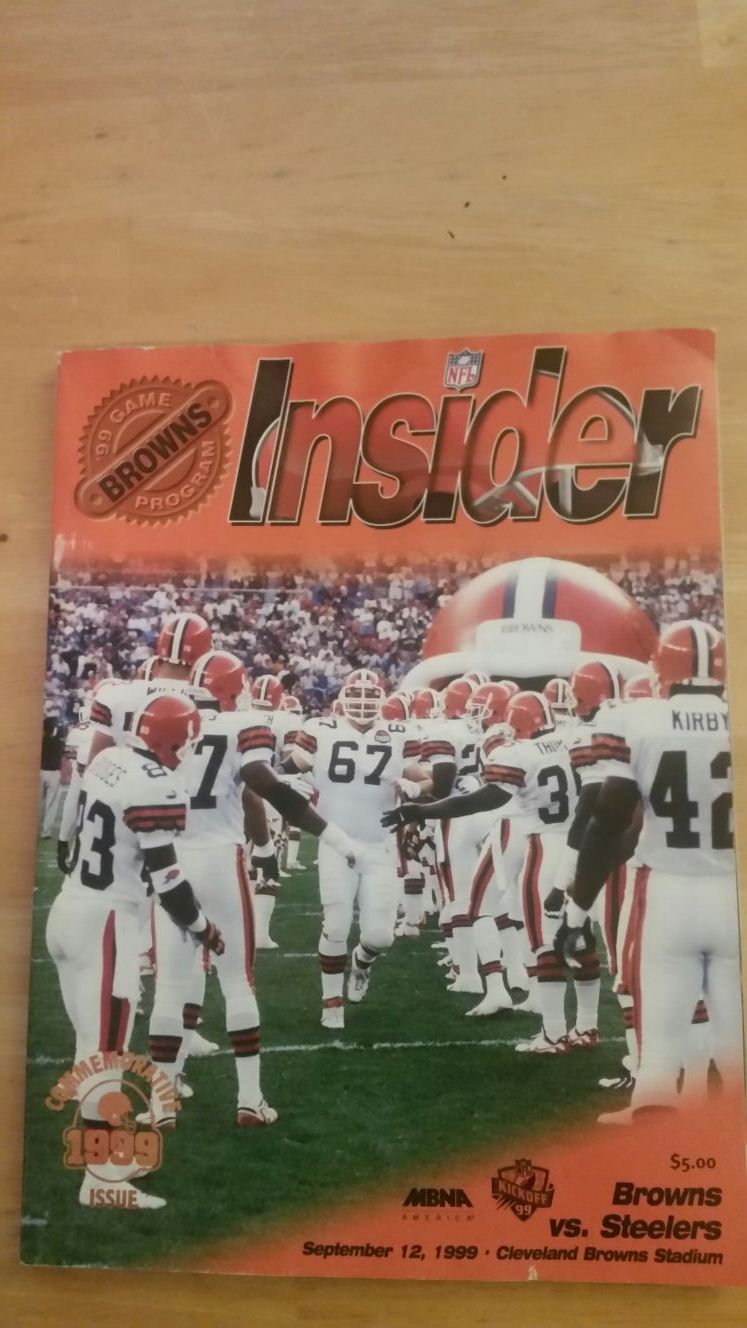 NFL
Insider
99 GAME
BROWNS
PROGRAM
BROWNS
67
KIRBY
42
83
7
3
COMMEMORATIVE
1999
ISSUE
$5.00
MBNA
AMERICA®
KICKOFF
99
Browns
vs. Steelers
September 12, 1999 • Cleveland Browns Stadium